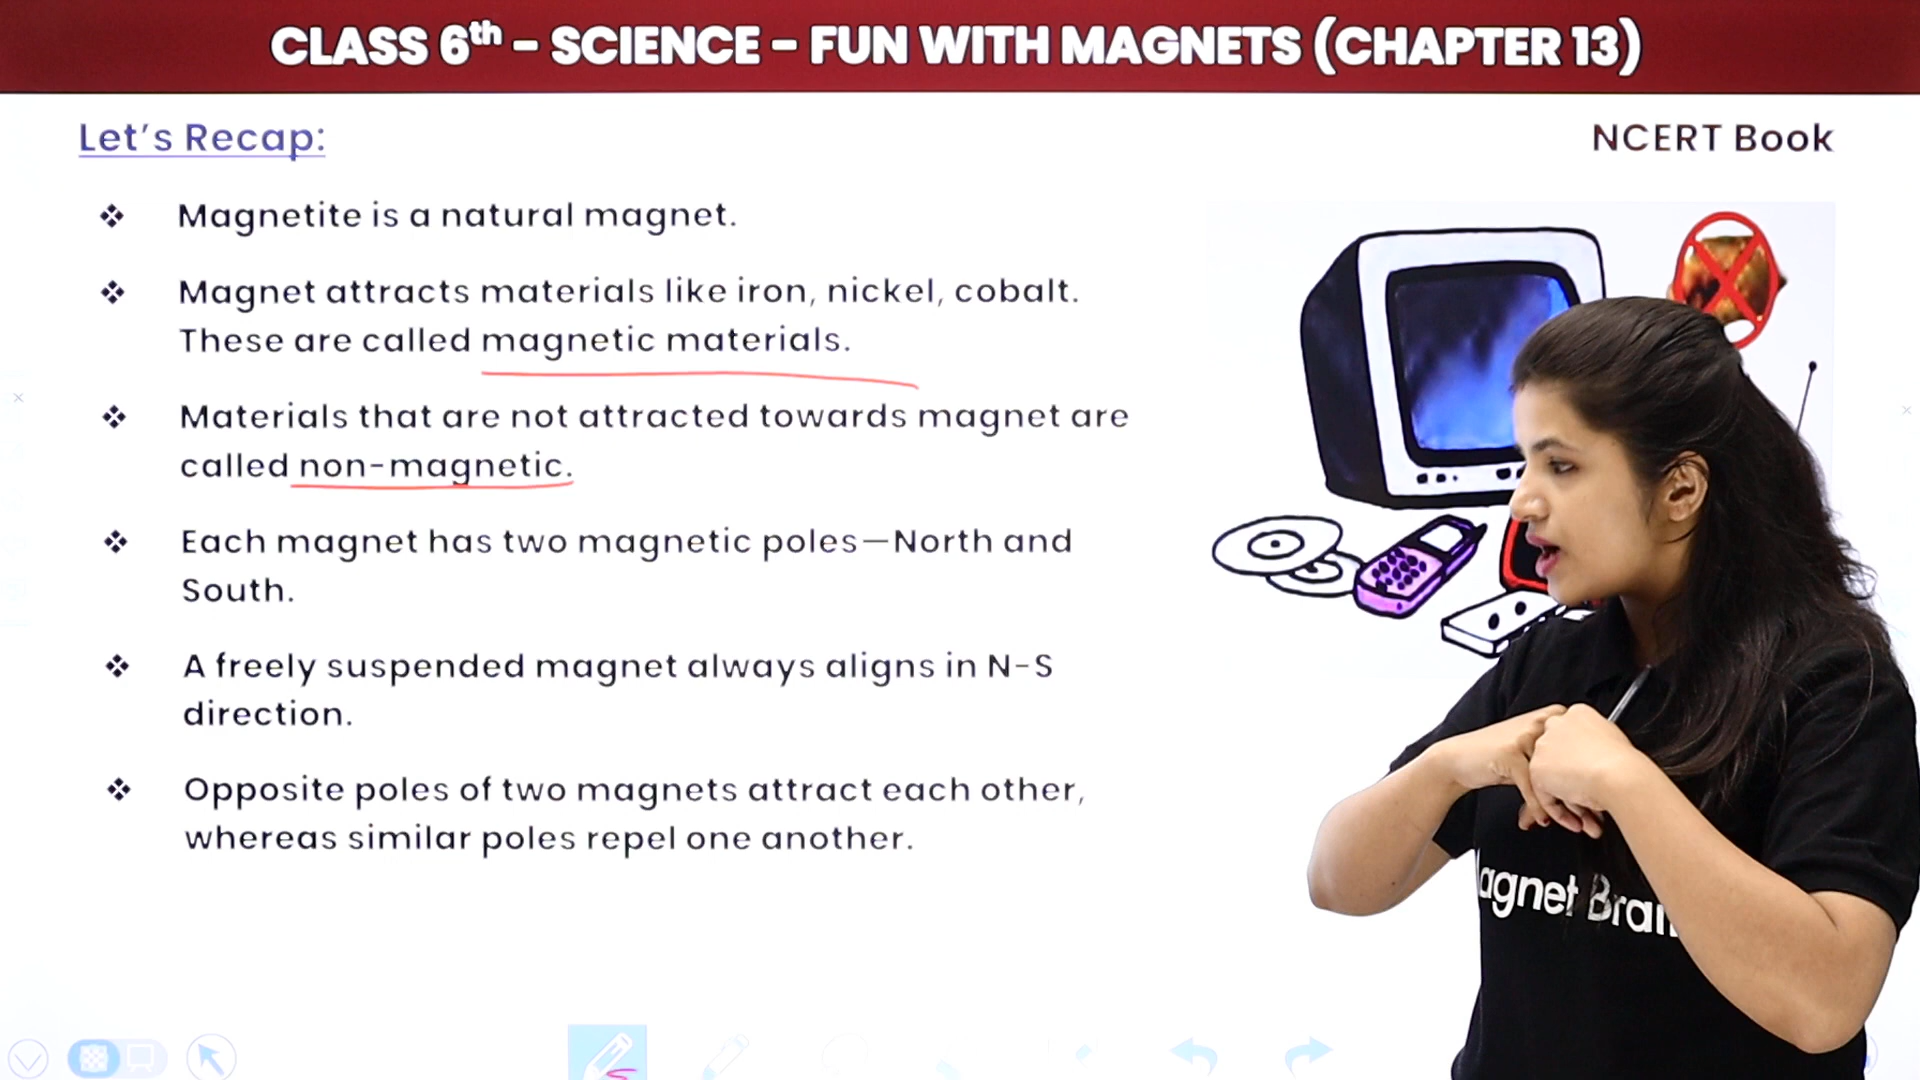 CLASS 6th – SCIENCE – FUN WITH MAGNETS (CHAPTER 13)
Let's Recap:
NCERT Book
❖ Magnetite is a natural magnet.
❖ Magnet attracts materials like iron, nickel, cobalt.
These are called magnetic materials.
❖ Materials that are not attracted towards magnet are
called non-magnetic.
❖ Each magnet has two magnetic poles—North and
South.
❖ A freely suspended magnet always aligns in N-S
direction.
❖ Opposite poles of two magnets attract each other,
whereas similar poles repel one another.
agnet Brai